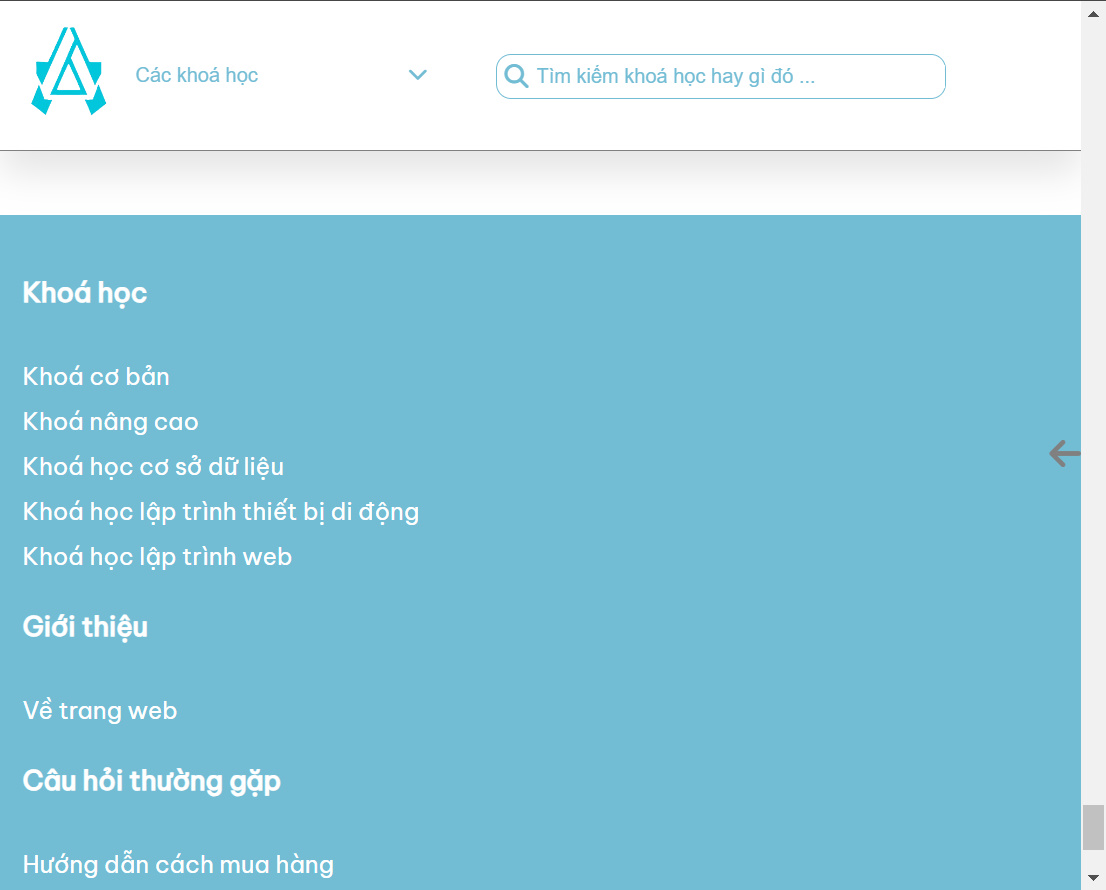 Các khoá học
Tìm kiếm khoá học hay gì đó ...
Khoá học
Khoá cơ bản
Khoá nâng cao
Khoá học cơ sở dữ liệu
Khoá học lập trình thiết bị di động
Khoá học lập trình web
Giới thiệu
Về trang web
Câu hỏi thường gặp
Hướng dẫn cách mua hàng